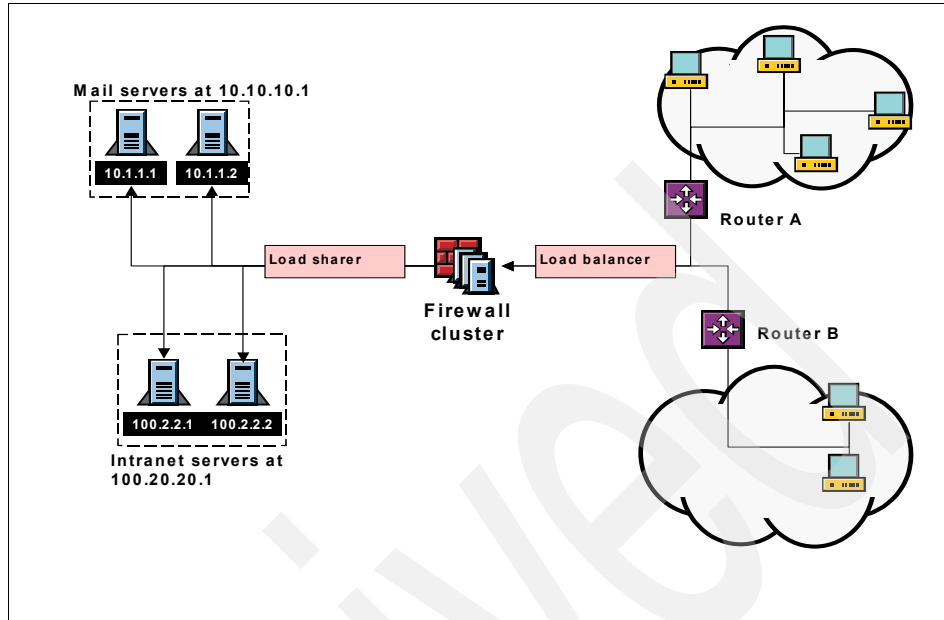 Mail servers at 10.10.10.1
10.1.1.1
10.1.1.2
Router A
Load sharer
Load balancer
Firewall
cluster
Router B
100.2.2.1
100.2.2.2
Intranet servers at
100.20.20.1